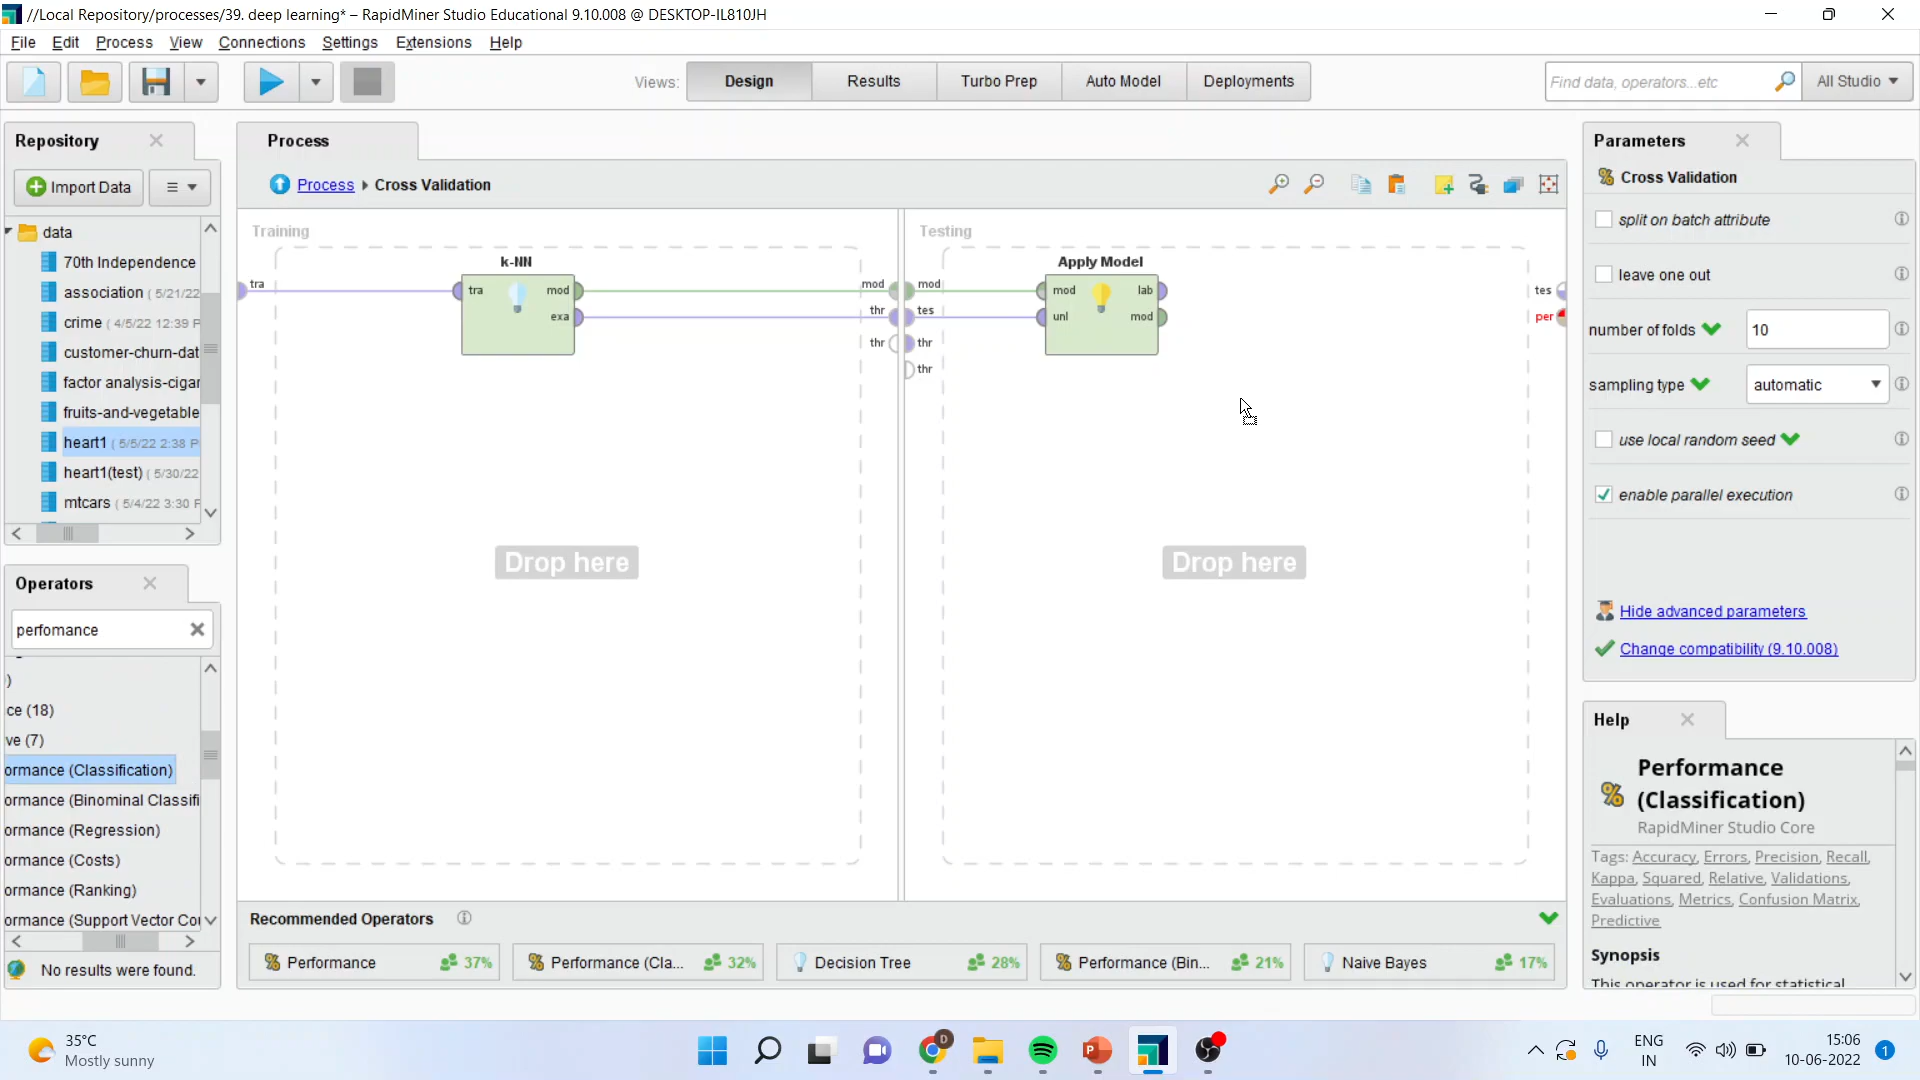 //Local Repository/processes/39. deep learning* – RapidMiner Studio Educational 9.10.008 @ DESKTOP-IL810JH
File Edit Process View Connections Settings Extensions Help
Views: Design Results Turbo Prep Auto Model Deployments
Find data, operators...etc
All Studio
Repository
Import Data
data
70th Independence
association ( 5/21/22
crime ( 4/5/22 12:39 P
customer-churn-dat
factor analysis-cigar
fruits-and-vegetable
heart1 ( 5/5/22 2:38 P
heart1(test) ( 5/30/22
mtcars ( 5/4/22 3:30 P
Operators
perfomance
)
ce (18)
ve (7)
ormance (Classification)
ormance (Binominal Classifi
ormance (Regression)
ormance (Costs)
ormance (Ranking)
ormance (Support Vector Cou
No results were found.
Process
Process Cross Validation
Training
tra
k-NN
tra mod
exa
mod
thr
thr
Drop here
Testing
mod
tes
thr
thr
Apply Model
mod lab
unl mod
tes
per
Drop here
Recommended Operators
Performance 37%
Performance (Cla... 32%
Decision Tree 28%
Performance (Bin... 21%
Naive Bayes 17%
Parameters
Cross Validation
split on batch attribute
leave one out
number of folds 10
sampling type automatic
use local random seed
enable parallel execution
Hide advanced parameters
Change compatibility (9.10.008)
Help
Performance
(Classification)
RapidMiner Studio Core
Tags: Accuracy, Errors, Precision, Recall,
Kappa, Squared, Relative, Validations,
Evaluations, Metrics, Confusion Matrix,
Predictive
Synopsis
This operator is used for statistical
35°C
Mostly sunny
ENG
IN
15:06
10-06-2022
1